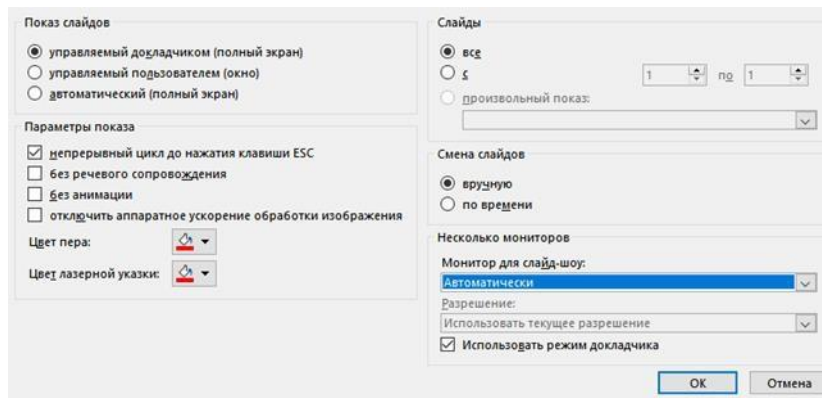 Показ слайдов
управляемый докладчиком (полный экран)
управляемый пользователем (окно)
автоматический (полный экран)
Параметры показа
непрерывный цикл до нажатия клавиши ESC
без речевого сопровождения
без анимации
отключить аппаратное ускорение обработки изображения
Цвет пера:
Цвет лазерной указки:
Слайды
все
с 1 по 1
произвольный показ:
Смена слайдов
вручную
по времени
Несколько мониторов
Монитор для слайд-шоу:
Автоматически
Разрешение:
Использовать текущее разрешение
Использовать режим докладчика
ОК Отмена